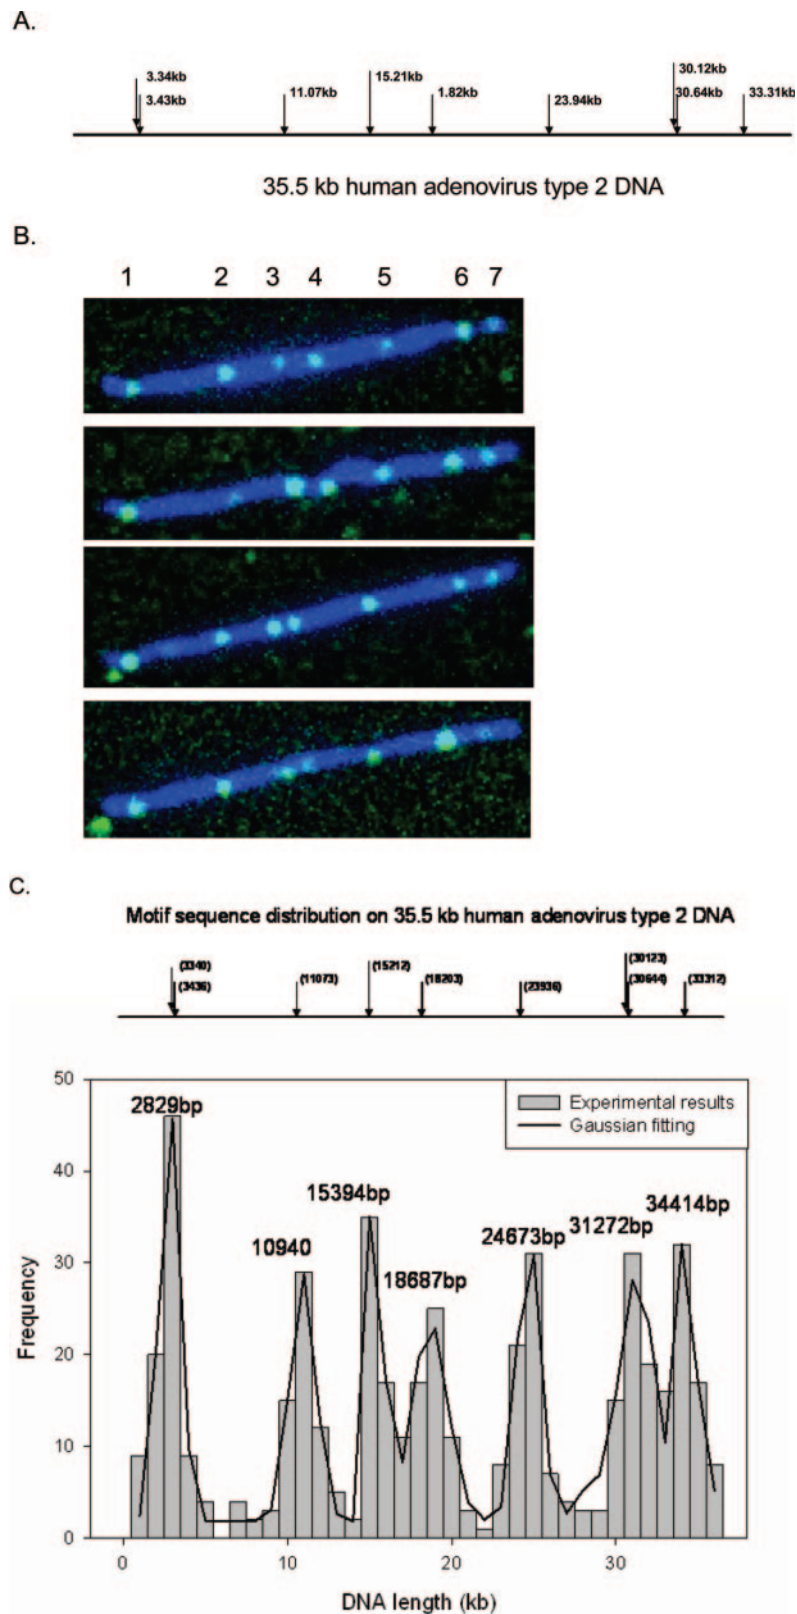 A.
3.34kb
3.43kb
11.07kb
15.21kb
1.82kb
23.94kb
30.12kb
30.64kb
33.31kb
35.5 kb human adenovirus type 2 DNA
B.
1 2 3 4 5 6 7
C.
Motif sequence distribution on 35.5 kb human adenovirus type 2 DNA
(3340)
(3436)
(11073)
(15212)
(18203)
(23936)
(30123)
(30644)
(33312)
50
40
30
20
10
0
Frequency
Experimental results
Gaussian fitting
2829bp
10940
15394bp
18687bp
24673bp
31272bp
34414bp
0 10 20 30
DNA length (kb)